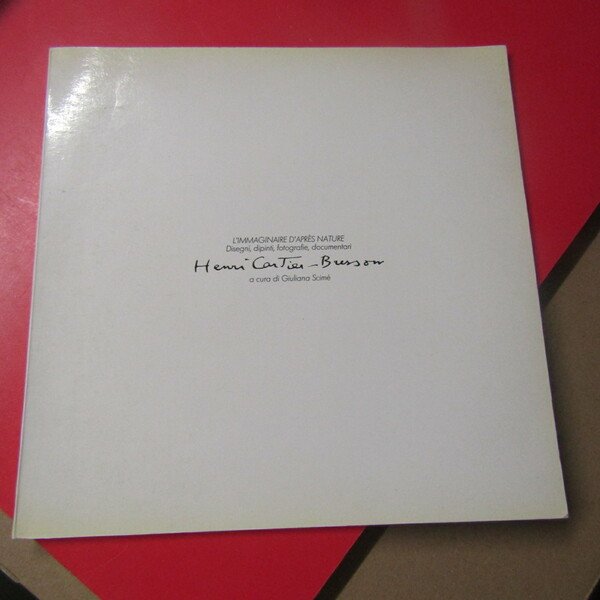 L'IMMAGINAIRE D'APRÈS NATURE
Disegni, dipinti, fotografie, documentari
Henri Cartier-Bresson
a cura di Giuliana Scimé